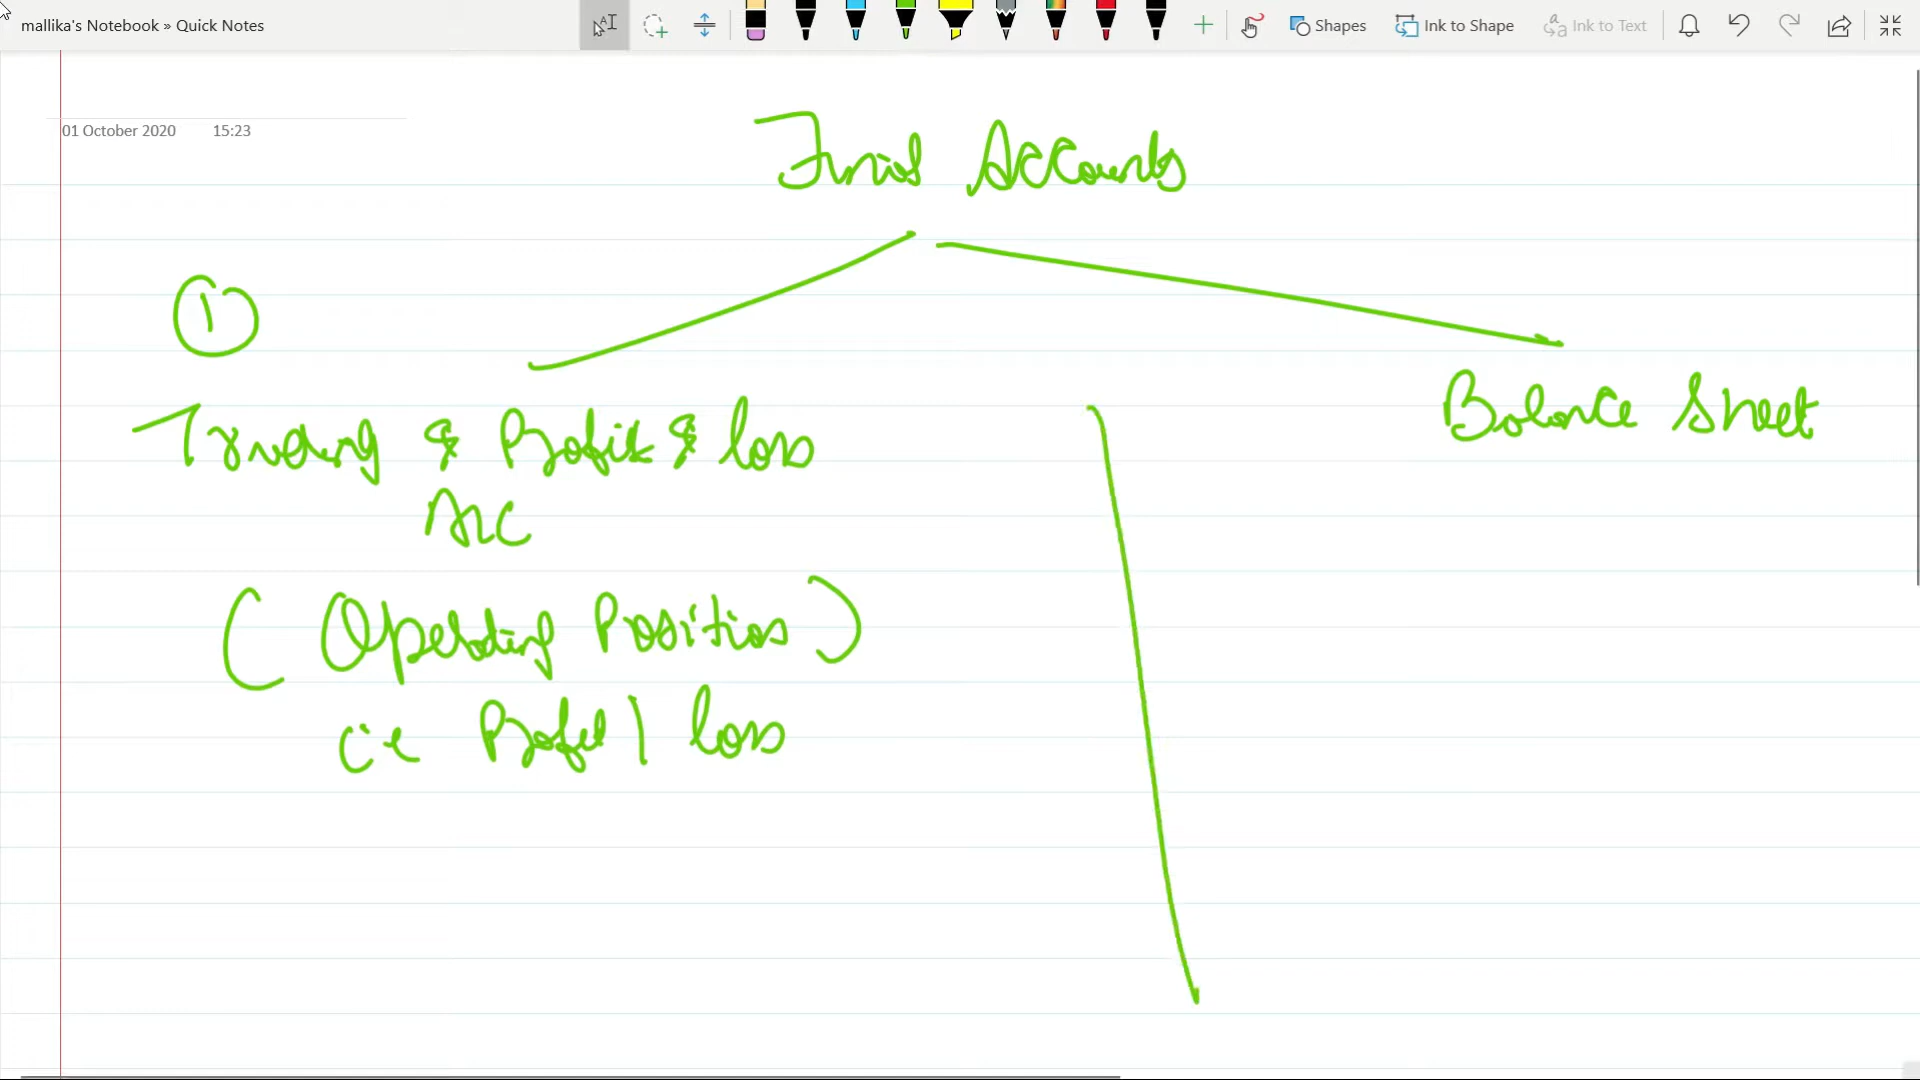 mallika's Notebook » Quick Notes
Shapes
Ink to Shape
Ink to Text
01 October 2020 15:23
Final Accounts
1
Trading & Profit & loss
A/C
Balance Sheet
(Operating Position)
i.e Profit / loss